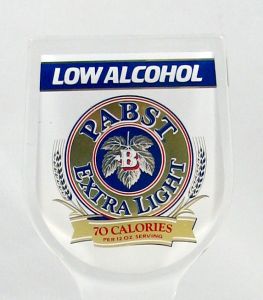 LOW ALCOHOL
PABST
B
EXTRA LIGHT
70 CALORIES
PER 12 OZ. SERVING